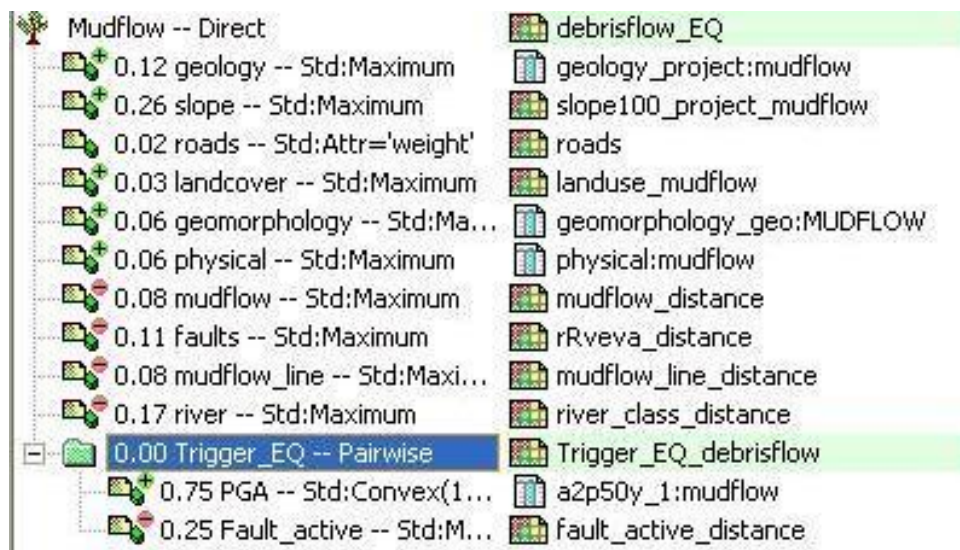 Mudflow -- Direct debrisflow_EQ
0.12 geology -- Std:Maximum geology_project:mudflow
0.26 slope -- Std:Maximum slope100_project_mudflow
0.02 roads -- Std:Attr='weight' roads
0.03 landcover -- Std:Maximum landuse_mudflow
0.06 geomorphology -- Std:Ma... geomorphology_geo:MUDFLOW
0.06 physical -- Std:Maximum physical:mudflow
0.08 mudflow -- Std:Maximum mudflow_distance
0.11 faults -- Std:Maximum rRveva_distance
0.08 mudflow_line -- Std:Maxi... mudflow_line_distance
0.17 river -- Std:Maximum river_class_distance
0.00 Trigger_EQ -- Pairwise Trigger_EQ_debrisflow
0.75 PGA -- Std:Convex(1... a2p50y_1:mudflow
0.25 Fault_active -- Std:M... fault_active_distance